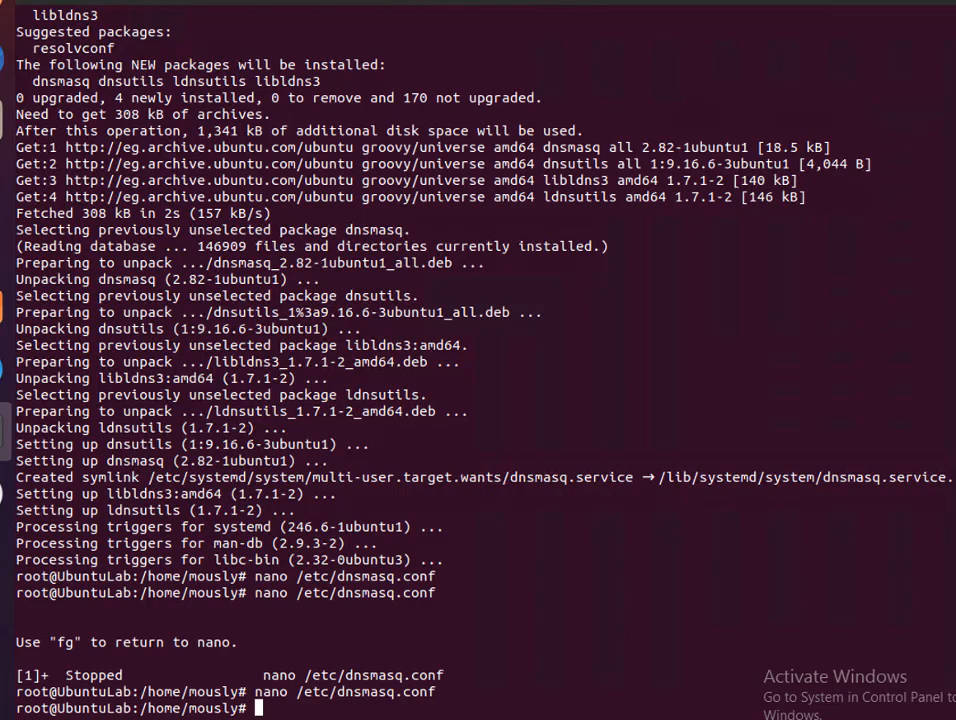 libldns3
Suggested packages:
resolvconf
The following NEW packages will be installed:
dnsmasq dnsutils ldnsutils libldns3
0 upgraded, 4 newly installed, 0 to remove and 170 not upgraded.
Need to get 308 kB of archives.
After this operation, 1,341 kB of additional disk space will be used.
Get:1 http://eg.archive.ubuntu.com/ubuntu groovy/universe amd64 dnsmasq all 2.82-1ubuntu1 [18.5 kB]
Get:2 http://eg.archive.ubuntu.com/ubuntu groovy/universe amd64 dnsutils all 1:9.16.6-3ubuntu1 [4,044 B]
Get:3 http://eg.archive.ubuntu.com/ubuntu groovy/universe amd64 libldns3 amd64 1.7.1-2 [140 kB]
Get:4 http://eg.archive.ubuntu.com/ubuntu groovy/universe amd64 ldnsutils amd64 1.7.1-2 [146 kB]
Fetched 308 kB in 2s (157 kB/s)
Selecting previously unselected package dnsmasq.
(Reading database ... 146909 files and directories currently installed.)
Preparing to unpack .../dnsmasq_2.82-1ubuntu1_all.deb ...
Unpacking dnsmasq (2.82-1ubuntu1) ...
Selecting previously unselected package dnsutils.
Preparing to unpack .../dnsutils_1%3a9.16.6-3ubuntu1_all.deb ...
Unpacking dnsutils (1:9.16.6-3ubuntu1) ...
Selecting previously unselected package libldns3:amd64.
Preparing to unpack .../libldns3_1.7.1-2_amd64.deb ...
Unpacking libldns3:amd64 (1.7.1-2) ...
Selecting previously unselected package ldnsutils.
Preparing to unpack .../ldnsutils_1.7.1-2_amd64.deb ...
Unpacking ldnsutils (1.7.1-2) ...
Setting up dnsutils (1:9.16.6-3ubuntu1) ...
Setting up dnsmasq (2.82-1ubuntu1) ...
Created symlink /etc/systemd/system/multi-user.target.wants/dnsmasq.service → /lib/systemd/system/dnsmasq.service.
Setting up libldns3:amd64 (1.7.1-2) ...
Setting up ldnsutils (1.7.1-2) ...
Processing triggers for systemd (246.6-1ubuntu1) ...
Processing triggers for man-db (2.9.3-2) ...
Processing triggers for libc-bin (2.32-0ubuntu3) ...
root@UbuntuLab:/home/mously# nano /etc/dnsmasq.conf
root@UbuntuLab:/home/mously# nano /etc/dnsmasq.conf
Use "fg" to return to nano.
[1]+  Stopped                 nano /etc/dnsmasq.conf
root@UbuntuLab:/home/mously# nano /etc/dnsmasq.conf
root@UbuntuLab:/home/mously#
Activate Windows
Go to System in Control Panel to
Windows.